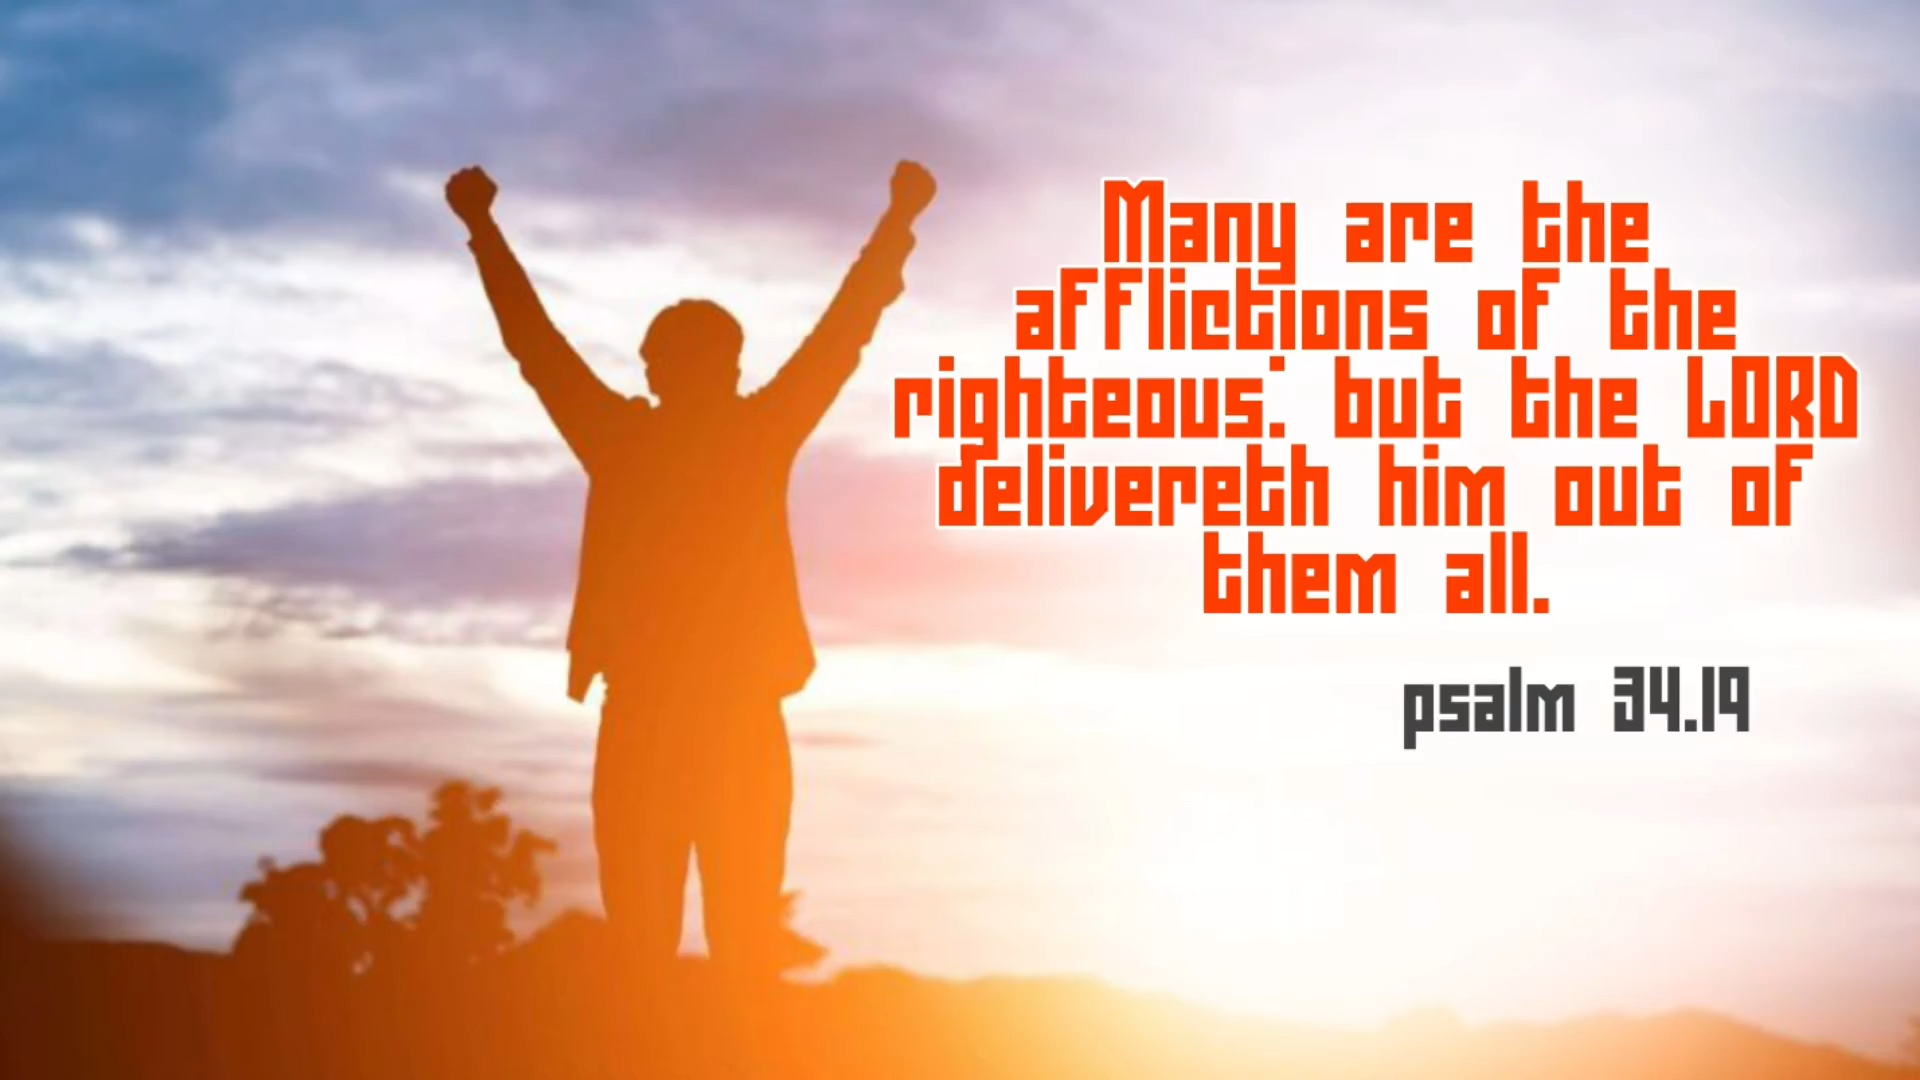 Many are the
afflictions of the
righteous: but the LORD
delivereth him out of
them all.
psalm 34.19